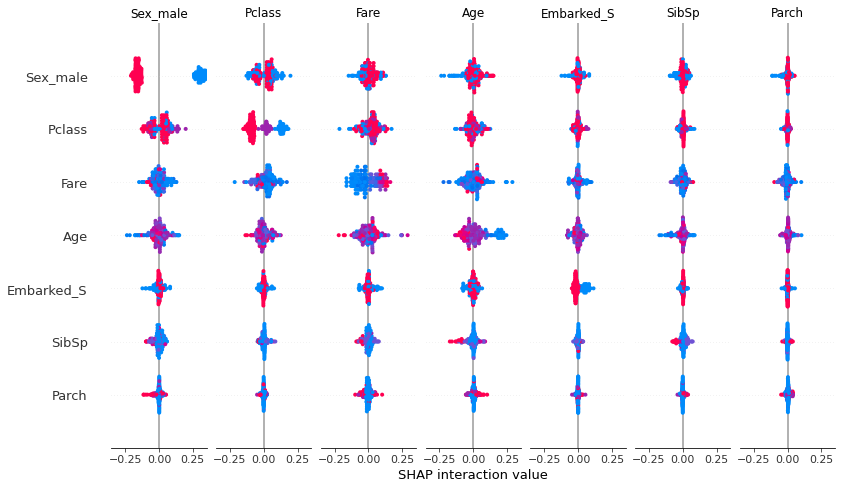 Sex_male Pclass Fare Age Embarked_S SibSp Parch
Sex_male
Pclass
Fare
Age
Embarked_S
SibSp
Parch
−0.25 0.00 0.25 −0.25 0.00 0.25 −0.25 0.00 0.25 −0.25 0.00 0.25 −0.25 0.00 0.25 −0.25 0.00 0.25 −0.25 0.00 0.25
SHAP interaction value